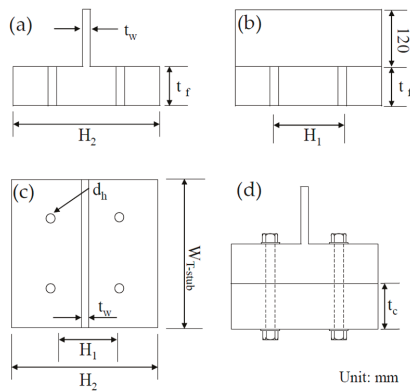 (a)
t_w
t_f
H_2
(b)
120
t_f
H_1
(c)
d_h
W_T-stub
t_w
H_1
H_2
(d)
t_c
Unit: mm